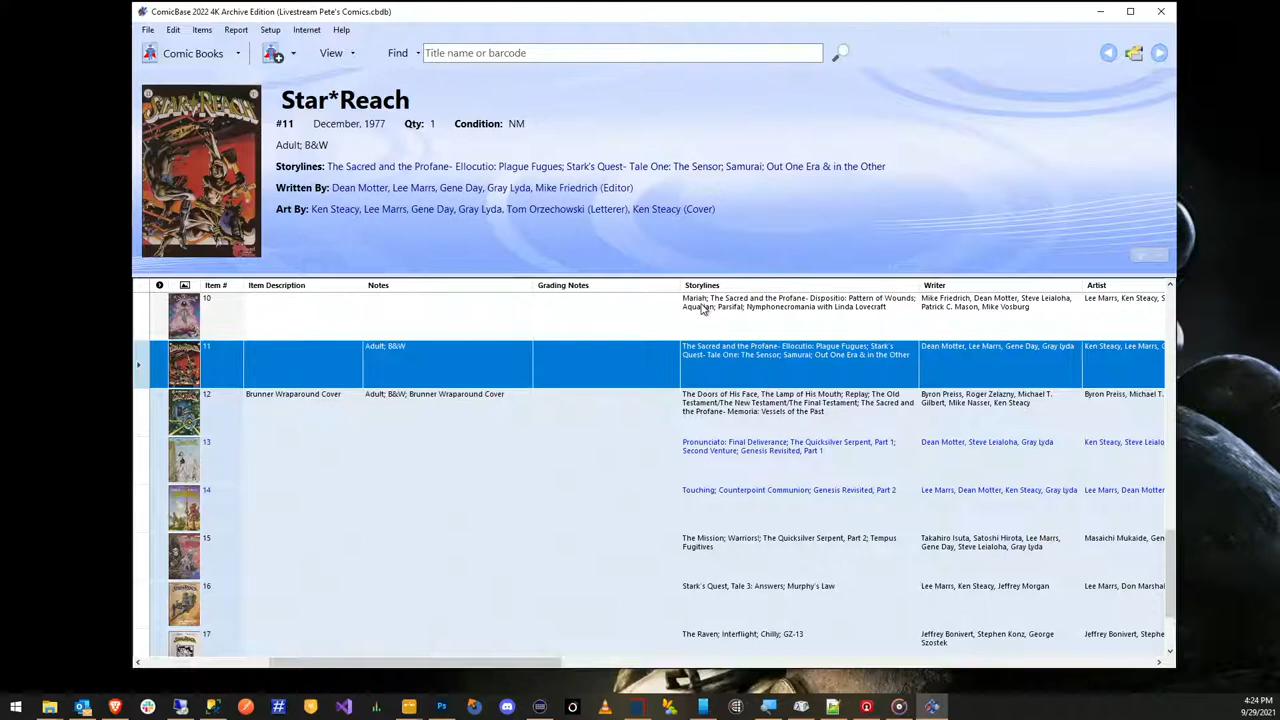 ComicBase 2022 4K Archive Edition (Livestream Pete's Comics.cbdb)
File Edit Items Report Setup Internet Help
Comic Books View Find Title name or barcode
STAR*REACH
Star*Reach
#11 December, 1977 Qty: 1 Condition: NM
Adult; B&W
Storylines: The Sacred and the Profane- Ellocutio: Plague Fugues; Stark's Quest- Tale One: The Sensor; Samurai; Out One Era & in the Other
Written By: Dean Motter, Lee Marrs, Gene Day, Gray Lyda, Mike Friedrich (Editor)
Art By: Ken Steacy, Lee Marrs, Gene Day, Gray Lyda, Tom Orzechowski (Letterer), Ken Steacy (Cover)
Item # Item Description Notes Grading Notes Storylines Writer Artist
10 Mariah; The Sacred and the Profane- Dispositio: Pattern of Wounds; Mike Friedrich, Dean Motter, Steve Leialoha, Lee Marrs, Ken Steacy, S
Parsifal; Nymphonecromania with Linda Lovecraft Patrick C. Mason, Mike Vosburg
11 Adult; B&W The Sacred and the Profane- Ellocutio: Plague Fugues; Stark's Dean Motter, Lee Marrs, Gene Day, Gray Lyda Ken Steacy, Lee Marrs, G
Quest- Tale One: The Sensor; Samurai; Out One Era & in the Other
12 Brunner Wraparound Cover Adult; B&W; Brunner Wraparound Cover The Doors of His Face, The Lamp of His Mouth; Replay; The Old Byron Preiss, Roger Zelazny, Michael T. Byron Preiss, Michael T.
Testament/The New Testament/The Final Testament; The Sacred and Gilbert, Mike Nasser, Ken Steacy
the Profane- Memoria: Vessels of the Past
13 Pronunciato: Final Deliverance; The Quicksilver Serpent, Part 1; Dean Motter, Steve Leialoha, Gray Lyda Ken Steacy, Steve Leialo
Second Venture; Genesis Revisited, Part 1
14 Touching; Counterpoint Communion; Genesis Revisited, Part 2 Lee Marrs, Dean Motter, Ken Steacy, Gray Lyda Lee Marrs, Dean Motter
15 The Mission; Warriors!; The Quicksilver Serpent, Part 2; Tempus Takahiro Isuta, Satoshi Hirota, Lee Marrs, Masaichi Mukaide, Gen
Fugitives Gene Day, Steve Leialoha, Gray Lyda
16 Stark's Quest, Tale 3: Answers; Murphy's Law Lee Marrs, Ken Steacy, Jeffrey Morgan Lee Marrs, Don Marshal
17 The Raven; Interflight; Chilly; GZ-13 Jeffrey Bonivert, Stephen Konz, George Jeffrey Bonivert, Stephe
Szostek
4:24 PM
9/29/2021